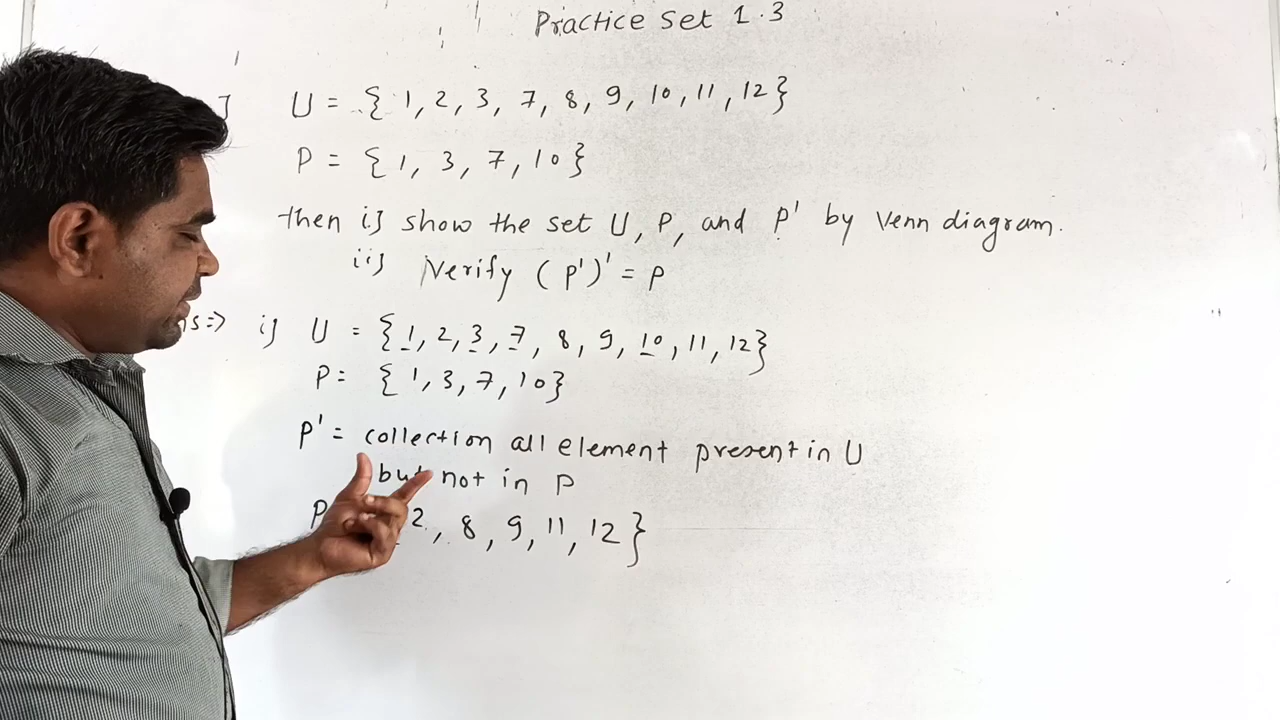 Practice Set 1.3
] U = { 1, 2, 3, 7, 8, 9, 10, 11, 12 }
P = { 1, 3, 7, 10 }
then i] show the set U, P, and P' by Venn diagram.
ii] Verify (P')' = P
ns⇒ i] U = { 1, 2, 3, 7, 8, 9, 10, 11, 12 }
P = { 1, 3, 7, 10 }
P' = collection all element present in U
but not in P
P 2, 8, 9, 11, 12 }